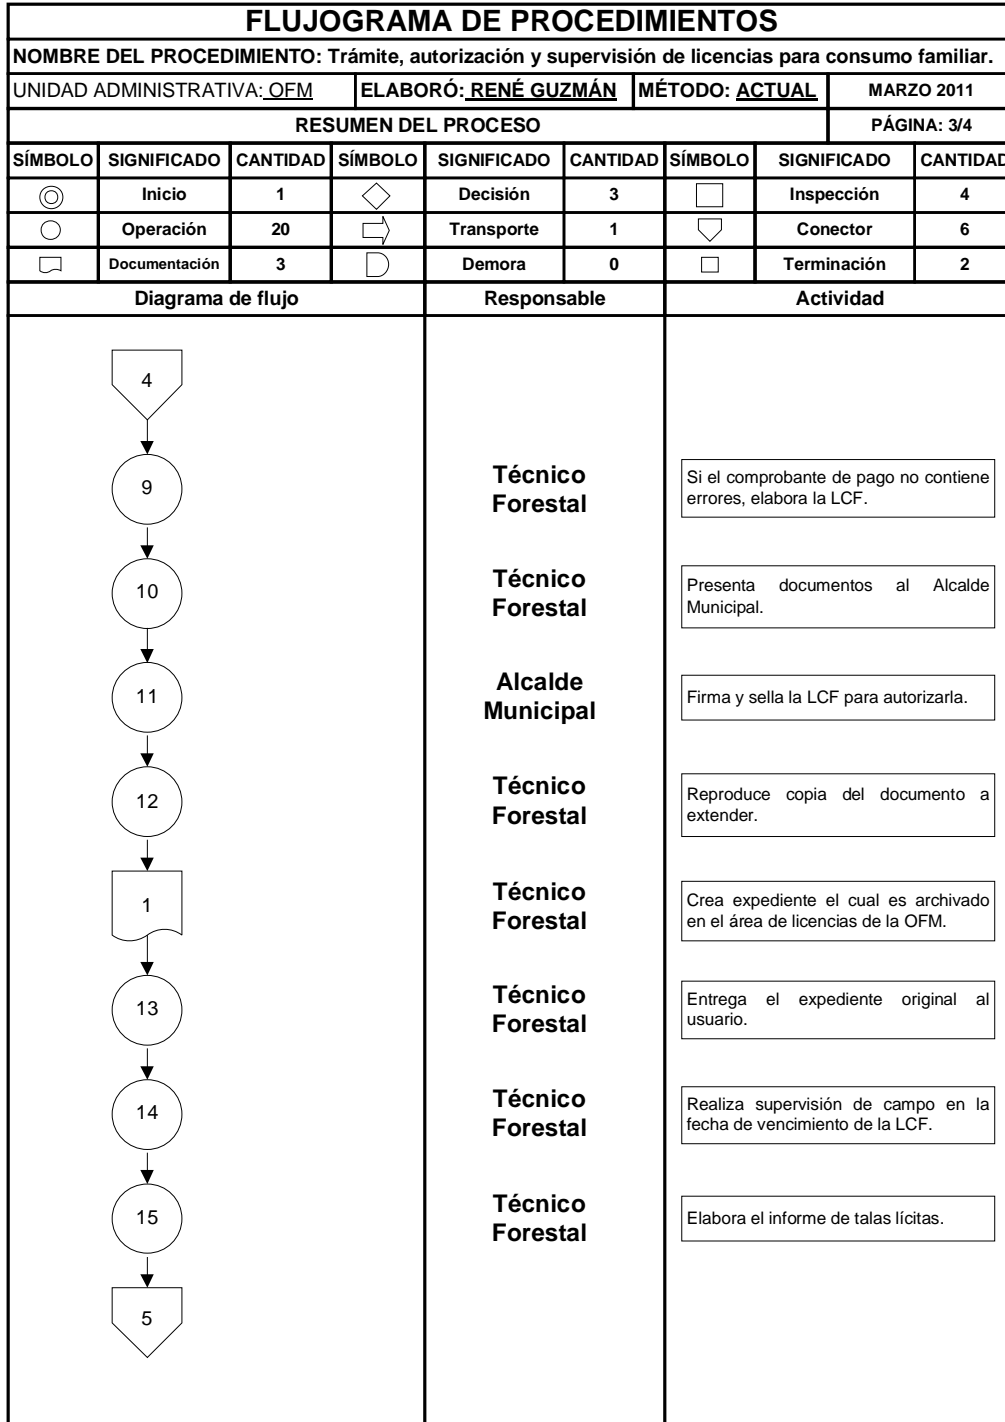 FLUJOGRAMA DE PROCEDIMIENTOS
NOMBRE DEL PROCEDIMIENTO: Trámite, autorización y supervisión de licencias para consumo familiar.
UNIDAD ADMINISTRATIVA: OFM ELABORÓ: RENÉ GUZMÁN MÉTODO: ACTUAL MARZO 2011
RESUMEN DEL PROCESO PÁGINA: 3/4
SÍMBOLO SIGNIFICADO CANTIDAD SÍMBOLO SIGNIFICADO CANTIDAD SÍMBOLO SIGNIFICADO CANTIDAD
Inicio 1 Decisión 3 Inspección 4
Operación 20 Transporte 1 Conector 6
Documentación 3 Demora 0 Terminación 2
Diagrama de flujo Responsable Actividad
4
9
Técnico
Forestal
Si el comprobante de pago no contiene
errores, elabora la LCF.
10
Técnico
Forestal
Presenta documentos al Alcalde
Municipal.
11
Alcalde
Municipal
Firma y sella la LCF para autorizarla.
12
Técnico
Forestal
Reproduce copia del documento a
extender.
1
Técnico
Forestal
Crea expediente el cual es archivado
en el área de licencias de la OFM.
13
Técnico
Forestal
Entrega el expediente original al
usuario.
14
Técnico
Forestal
Realiza supervisión de campo en la
fecha de vencimiento de la LCF.
15
Técnico
Forestal
Elabora el informe de talas lícitas.
5